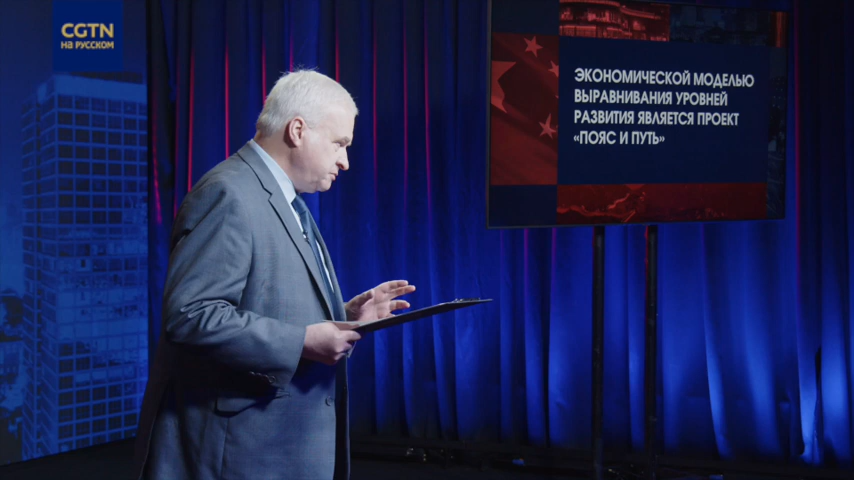 CGTN
НА РУССКОМ
ЭКОНОМИЧЕСКОЙ МОДЕЛЬЮ
ВЫРАВНИВАНИЯ УРОВНЕЙ
РАЗВИТИЯ ЯВЛЯЕТСЯ ПРОЕКТ
«ПОЯС И ПУТЬ»